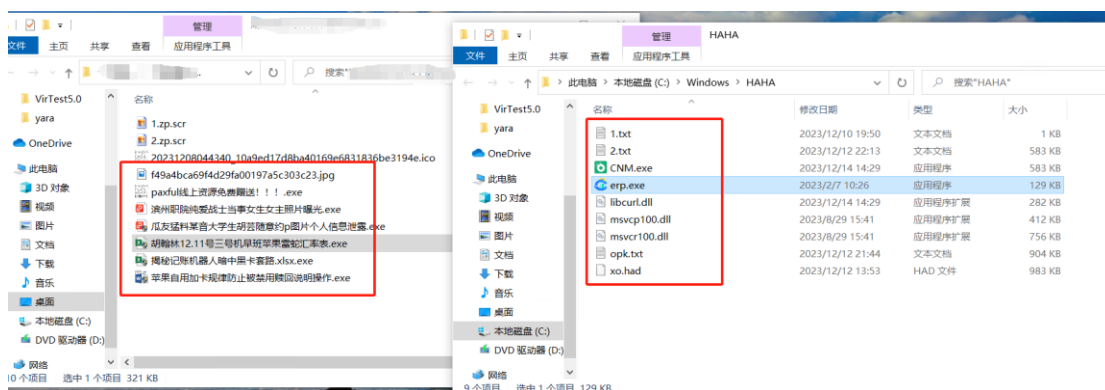 管理
文件 主页 共享 查看 应用程序工具
搜索"
VirTest5.0
yara
OneDrive
此电脑
3D 对象
视频
图片
文档
下载
音乐
桌面
本地磁盘 (C:)
DVD 驱动器 (D:)
网络
名称
1.zp.scr
2.zp.scr
20231208044340_10a9ed17d8ba40169e6831836be3194e.ico
f49a4bca69f4d29fa00197a5c303c23.jpg
paxful线上资源免费赠送！！！.exe
滨州职院纯爱战士当事女生女主照片曝光.exe
瓜友猛料某音大学生胡芸随意约p图片个人信息泄露.exe
胡翰林12.11号三号机早班苹果雷蛇汇率表.exe
揭秘记账机器人暗中黑卡套路.xlsx.exe
苹果自用加卡规律防止被禁用赎回说明操作.exe
10 个项目 选中 1 个项目 321 KB
管理 HAHA
文件 主页 共享 查看 应用程序工具
此电脑 > 本地磁盘 (C:) > Windows > HAHA
搜索"HAHA"
VirTest5.0
yara
OneDrive
此电脑
3D 对象
视频
图片
文档
下载
音乐
桌面
本地磁盘 (C:)
DVD 驱动器 (D:)
网络
名称 修改日期 类型 大小
1.txt 2023/12/10 19:50 文本文档 1 KB
2.txt 2023/12/12 22:13 文本文档 583 KB
CNM.exe 2023/12/14 14:29 应用程序 583 KB
erp.exe 2023/2/7 10:26 应用程序 129 KB
libcurl.dll 2023/12/14 14:29 应用程序扩展 282 KB
msvcp100.dll 2023/8/29 15:41 应用程序扩展 412 KB
msvcr100.dll 2023/8/29 15:41 应用程序扩展 756 KB
opk.txt 2023/12/12 21:44 文本文档 904 KB
xo.had 2023/12/12 13:53 HAD 文件 983 KB
9 个项目 选中 1 个项目 129 KB